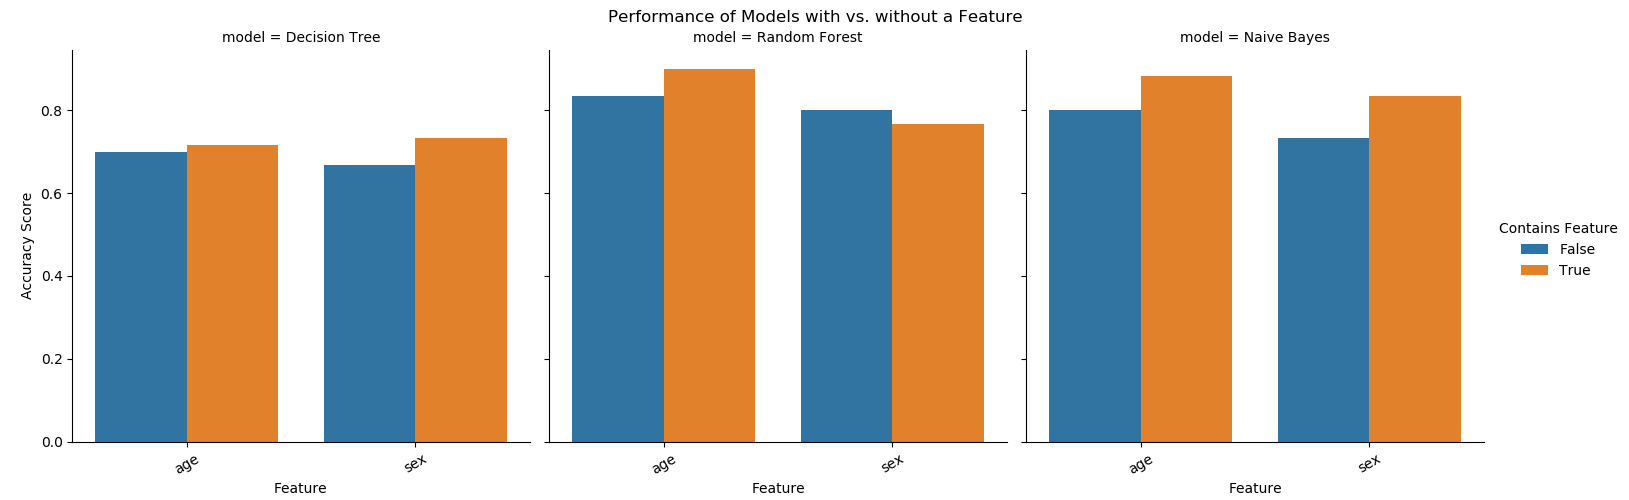 Performance of Models with vs. without a Feature
model = Decision Tree
model = Random Forest
model = Naive Bayes
Accuracy Score
0.8
0.6
0.4
0.2
0.0
age
sex
age
sex
age
sex
Feature
Feature
Feature
Contains Feature
False
True